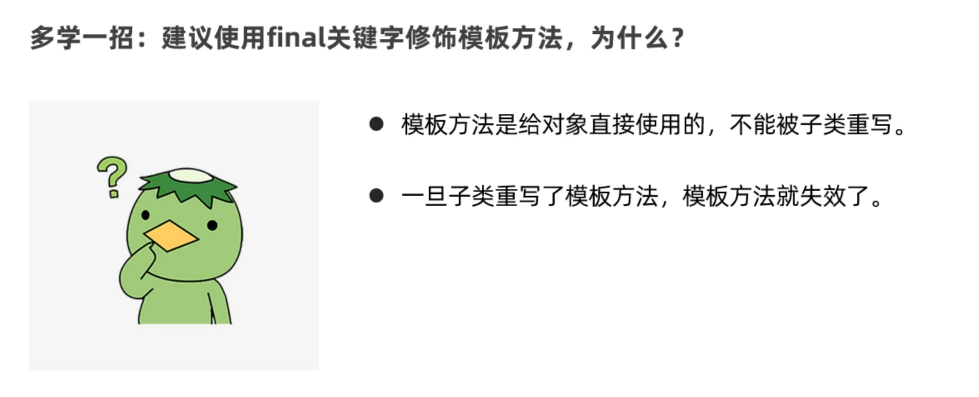 多学一招：建议使用final关键字修饰模板方法，为什么？
?
● 模板方法是给对象直接使用的，不能被子类重写。
● 一旦子类重写了模板方法，模板方法就失效了。